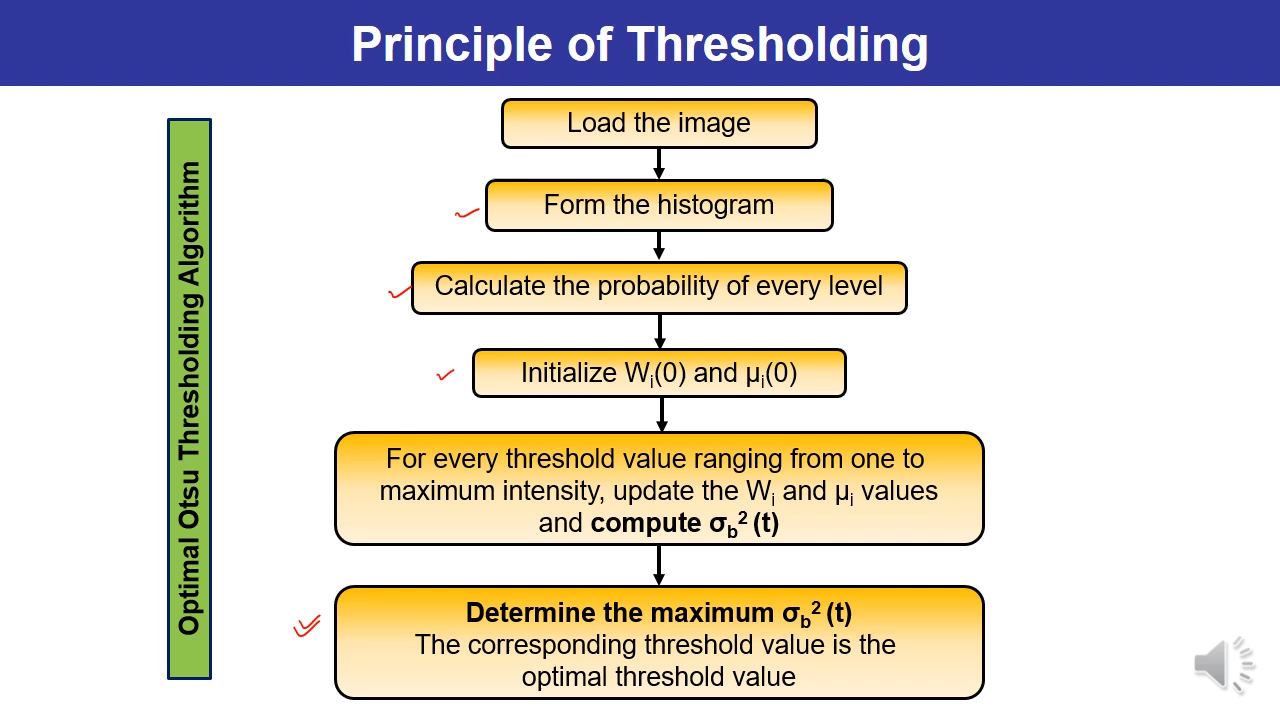 Principle of Thresholding
Optimal Otsu Thresholding Algorithm
Load the image
Form the histogram
Calculate the probability of every level
Initialize Wᵢ(0) and µᵢ(0)
For every threshold value ranging from one to
maximum intensity, update the Wᵢ and µᵢ values
and compute σb² (t)
Determine the maximum σb² (t)
The corresponding threshold value is the
optimal threshold value